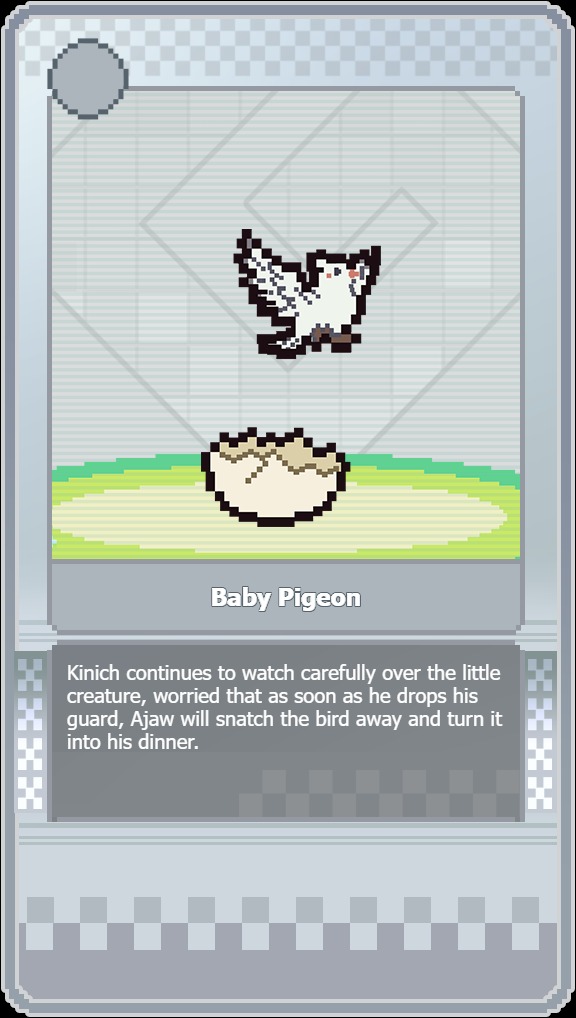 Baby Pigeon
Kinich continues to watch carefully over the little
creature, worried that as soon as he drops his
guard, Ajaw will snatch the bird away and turn it
into his dinner.